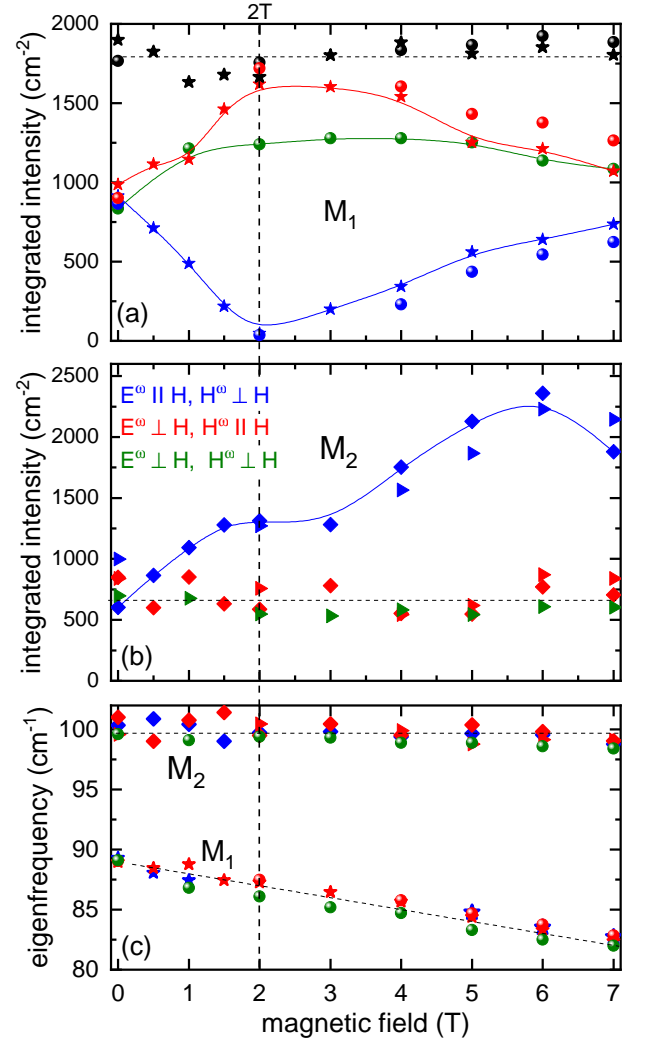 2T
2000
1500
1000
500
0
integrated intensity (cm⁻²)
M₁
(a)
2500
2000
1500
1000
500
0
integrated intensity (cm⁻²)
E^ω || H, H^ω ⊥ H
E^ω ⊥ H, H^ω || H
E^ω ⊥ H, H^ω ⊥ H
M₂
(b)
100
95
90
85
80
eigenfrequency (cm⁻¹)
M₂
M₁
(c)
0 1 2 3 4 5 6 7
magnetic field (T)